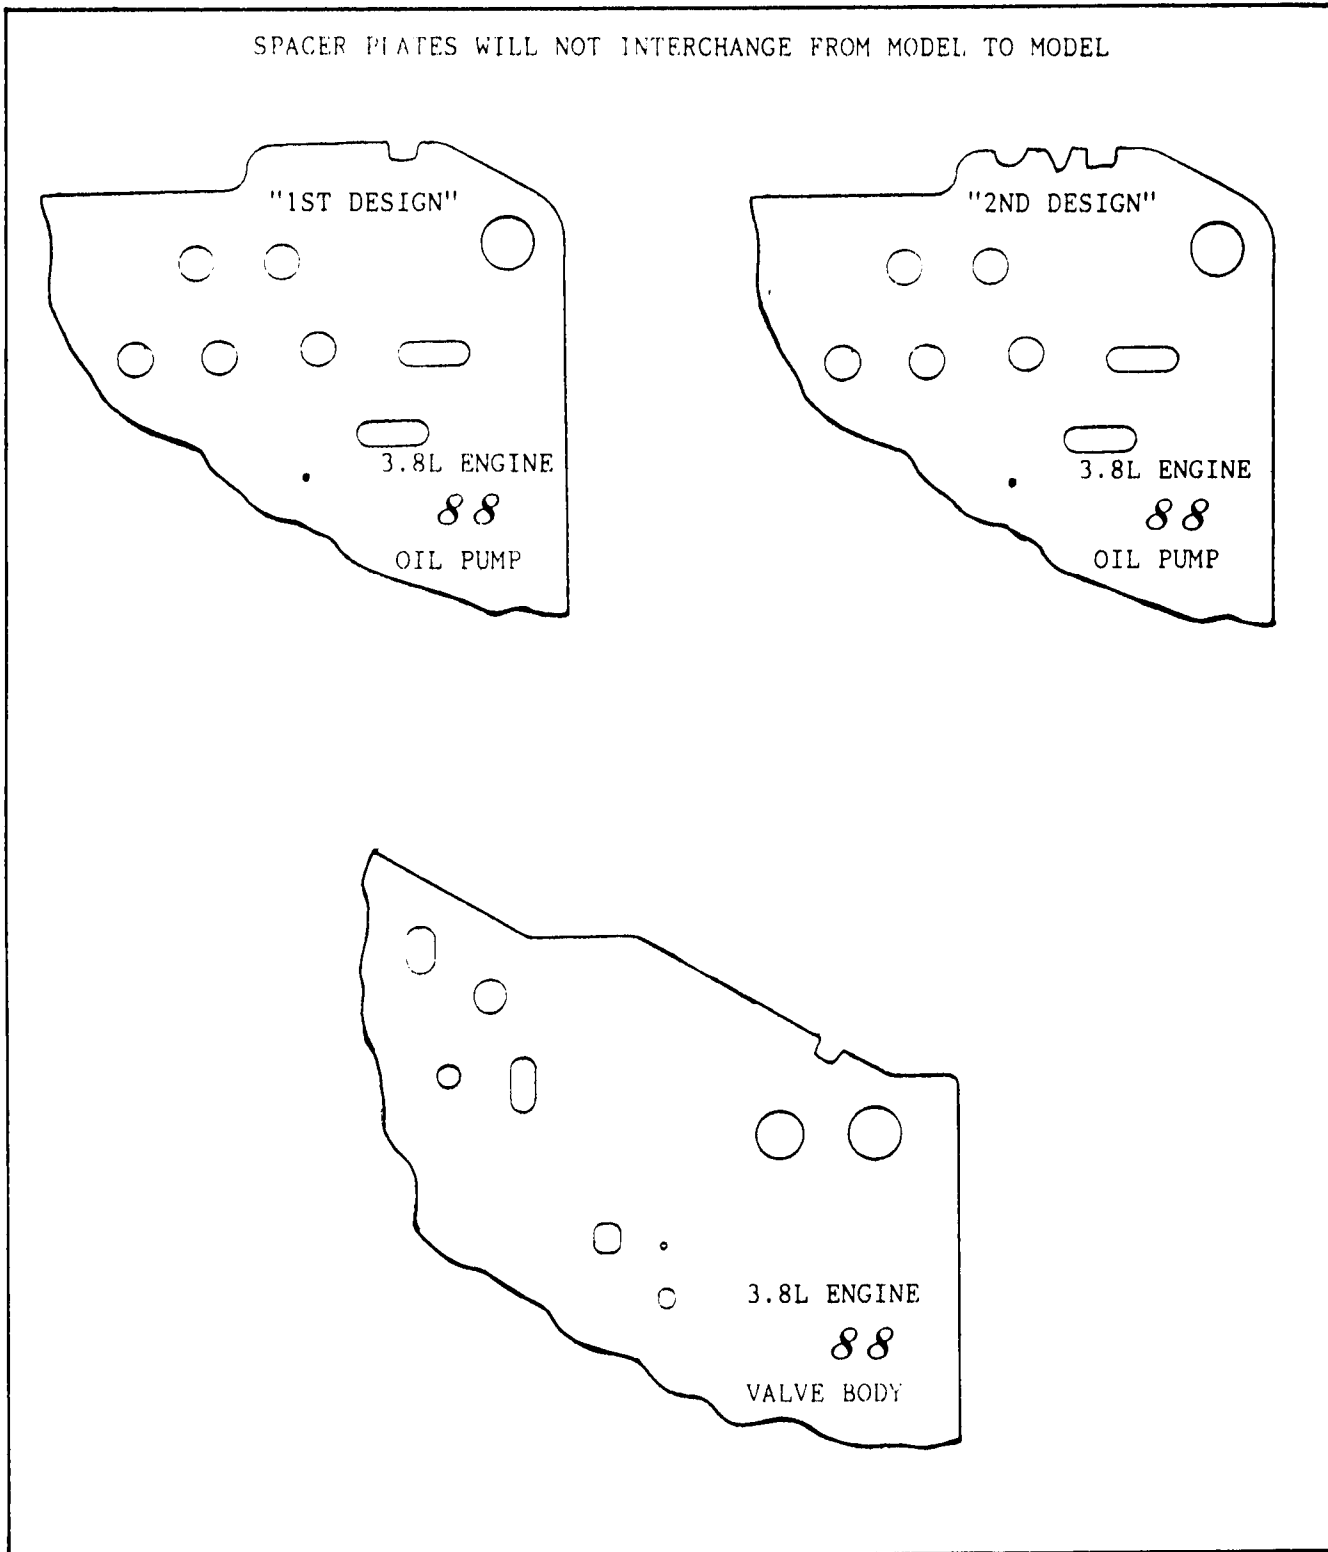 SPACER PLATES WILL NOT INTERCHANGE FROM MODEL TO MODEL
"1ST DESIGN"
3.8L ENGINE
88
OIL PUMP
"2ND DESIGN"
3.8L ENGINE
88
OIL PUMP
3.8L ENGINE
88
VALVE BODY